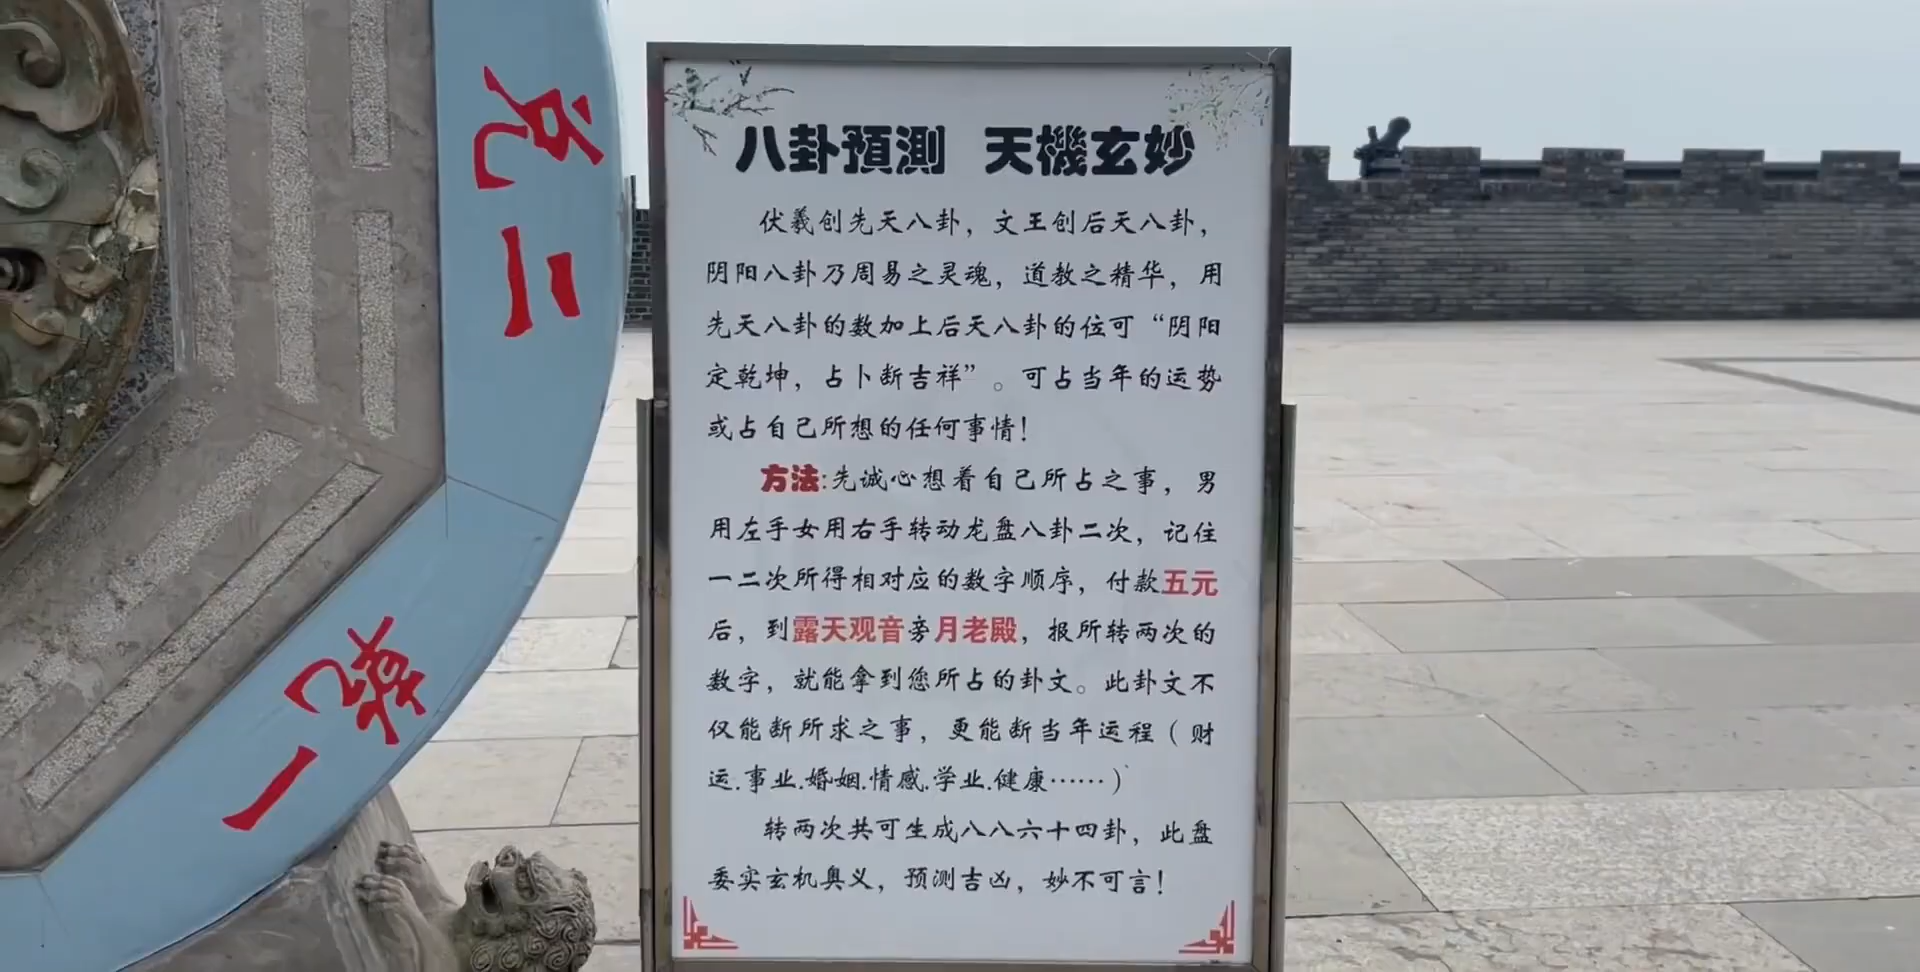 兑二
乾一
八卦預測 天機玄妙
伏羲创先天八卦，文王创后天八卦，
阴阳八卦乃周易之灵魂，道教之精华，用
先天八卦的数加上后天八卦的位可“阴阳
定乾坤，占卜断吉祥”。可占当年的运势
或占自己所想的任何事情！
方法:先诚心想着自己所占之事，男
用左手女用右手转动龙盘八卦二次，记住
一二次所得相对应的数字顺序，付款五元
后，到露天观音旁月老殿，报所转两次的
数字，就能拿到您所占的卦文。此卦文不
仅能断所求之事，更能断当年运程（财
运.事业.婚姻.情感.学业.健康……）
转两次共可生成八八六十四卦，此盘
委实玄机奥义，预测吉凶，妙不可言！